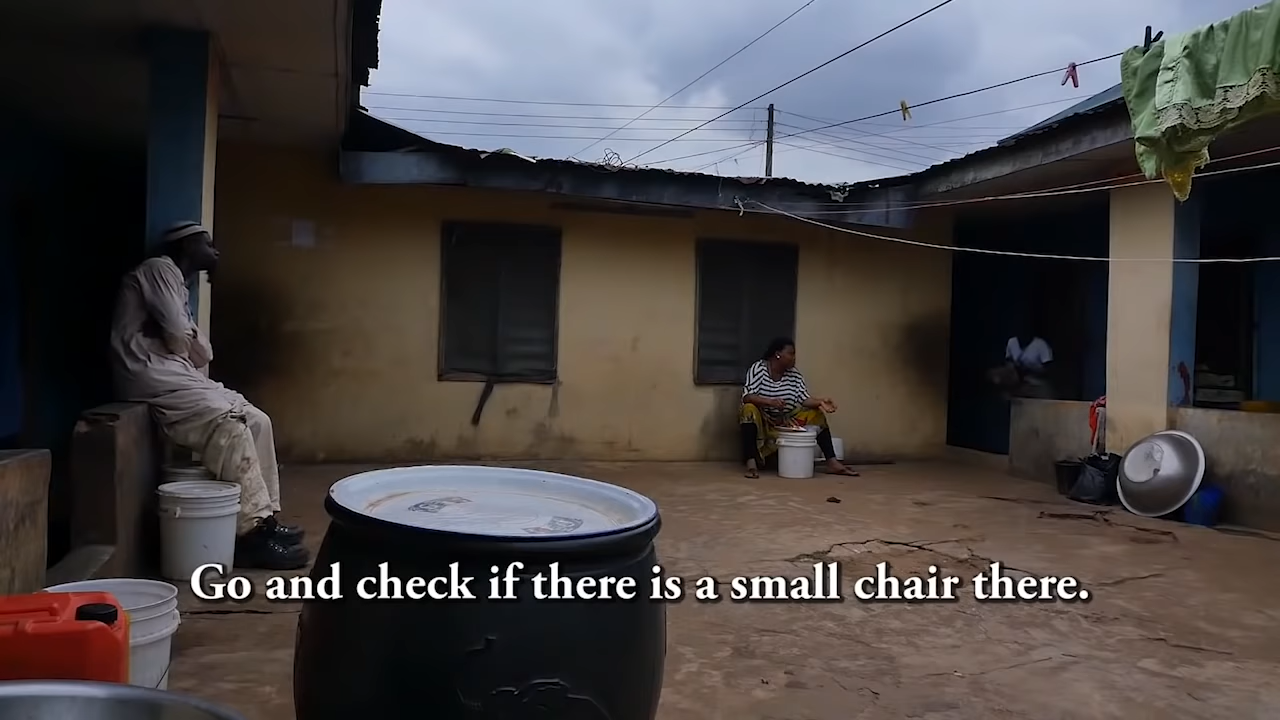 Go and check if there is a small chair there.